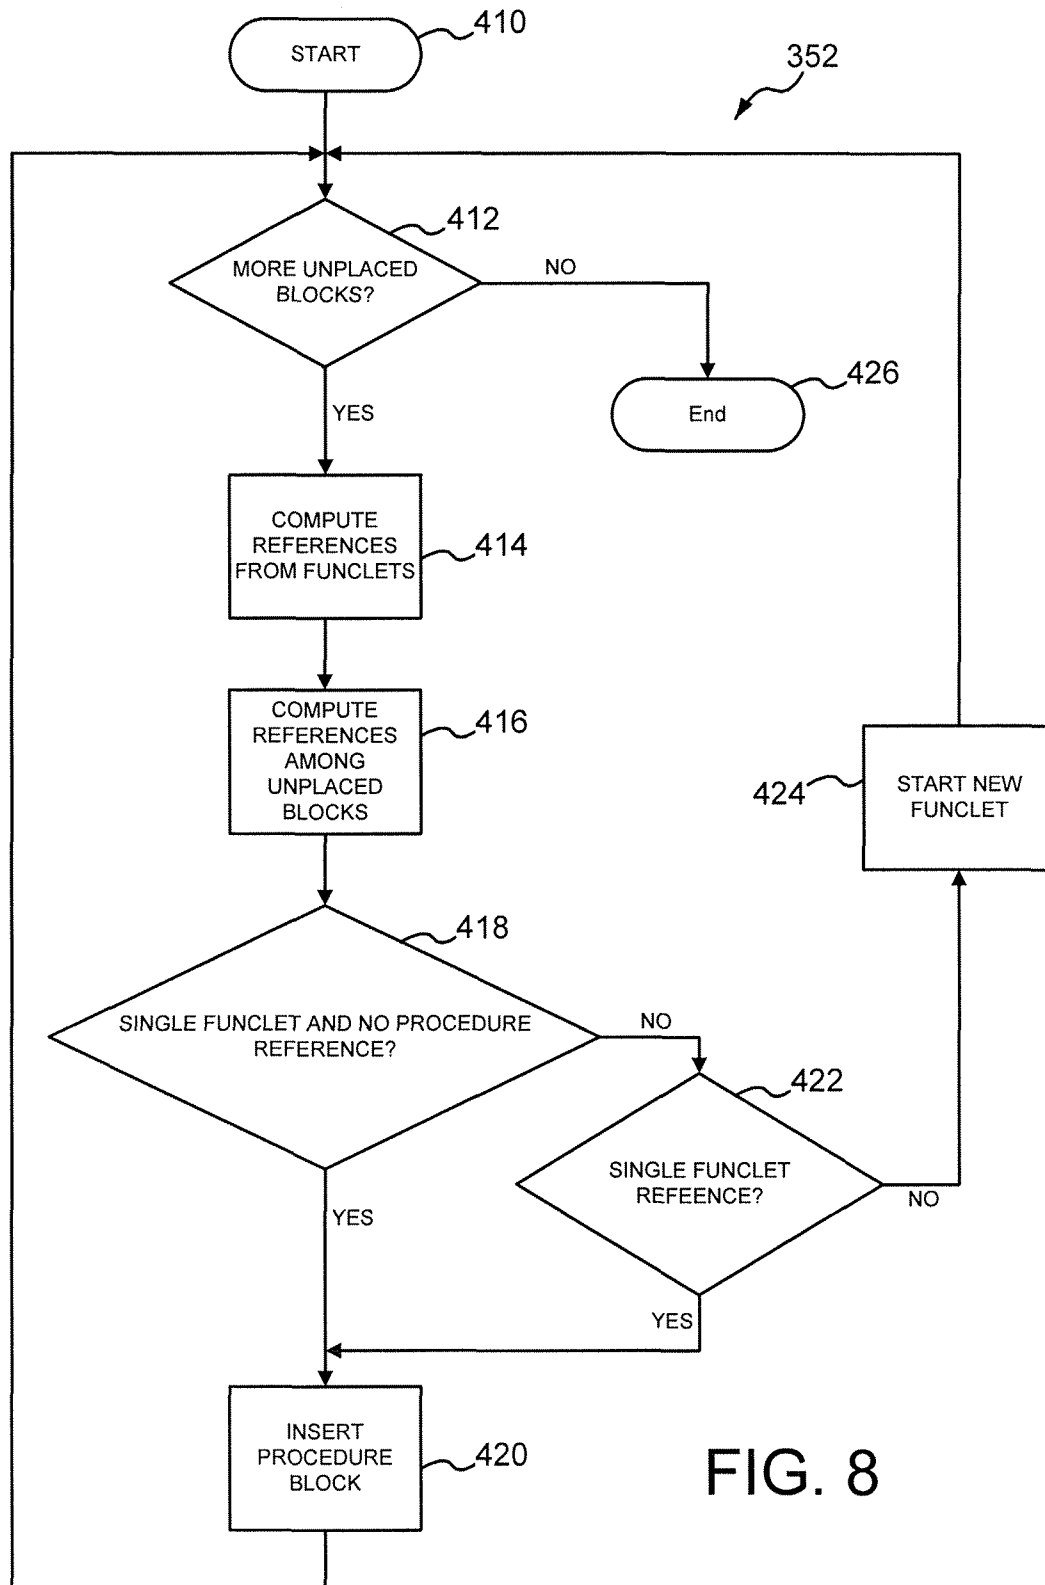 START
410
352
412
MORE UNPLACED
BLOCKS?
NO
426
End
YES
COMPUTE
REFERENCES
FROM FUNCLETS
414
COMPUTE
REFERENCES
AMONG
UNPLACED
BLOCKS
416
424
START NEW
FUNCLET
418
SINGLE FUNCLET AND NO PROCEDURE
REFERENCE?
NO
422
SINGLE FUNCLET
REFEENCE?
NO
YES
YES
INSERT
PROCEDURE
BLOCK
420
FIG. 8